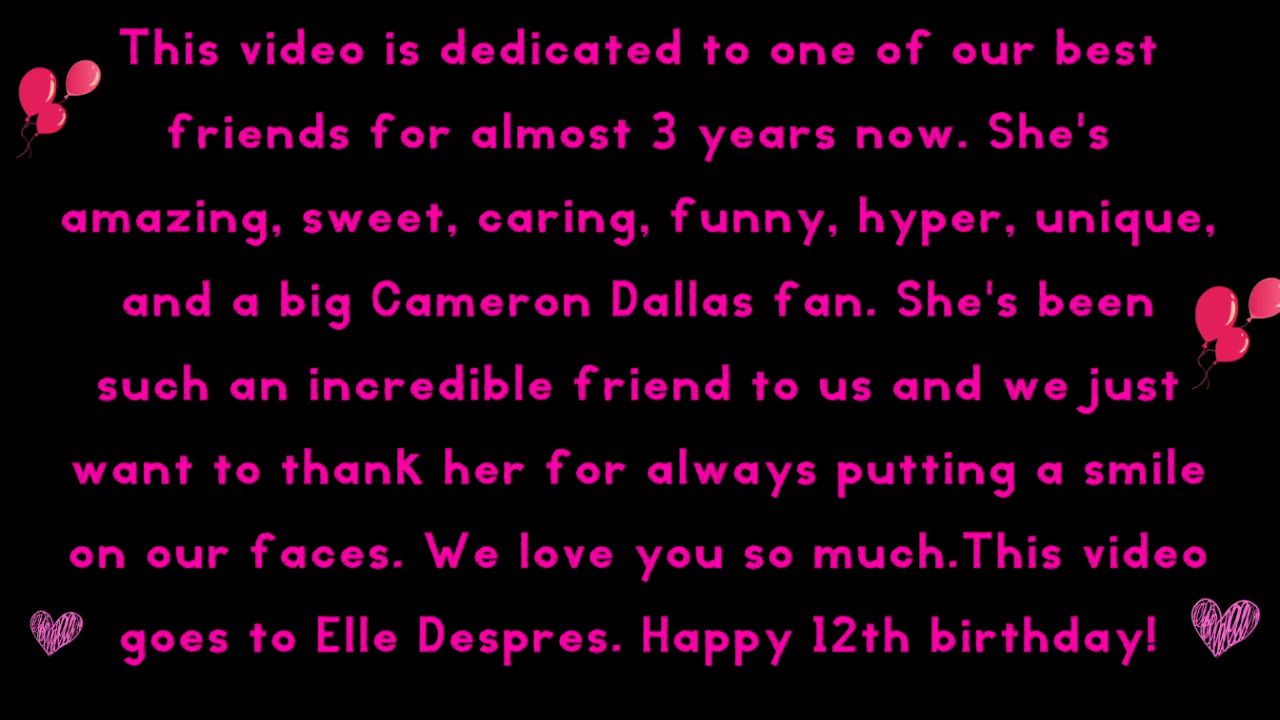 This video is dedicated to one of our best
friends for almost 3 years now. She's
amazing, sweet, caring, funny, hyper, unique,
and a big Cameron Dallas fan. She's been
such an incredible friend to us and we just
want to thank her for always putting a smile
on our faces. We love you so much.This video
goes to Elle Despres. Happy 12th birthday!